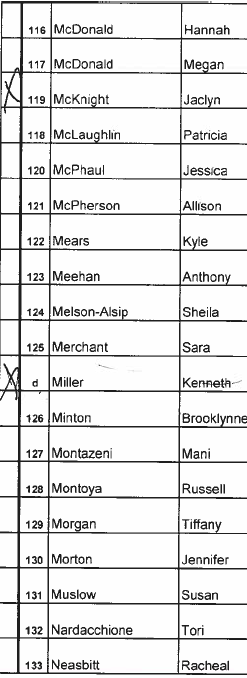 116 McDonald Hannah
117 McDonald Megan
X 119 McKnight Jaclyn
118 McLaughlin Patricia
120 McPhaul Jessica
121 McPherson Allison
122 Mears Kyle
123 Meehan Anthony
124 Melson-Alsip Sheila
125 Merchant Sara
X d Miller Kenneth
126 Minton Brooklynne
127 Montazeni Mani
128 Montoya Russell
129 Morgan Tiffany
130 Morton Jennifer
131 Muslow Susan
132 Nardacchione Tori
133 Neasbitt Racheal